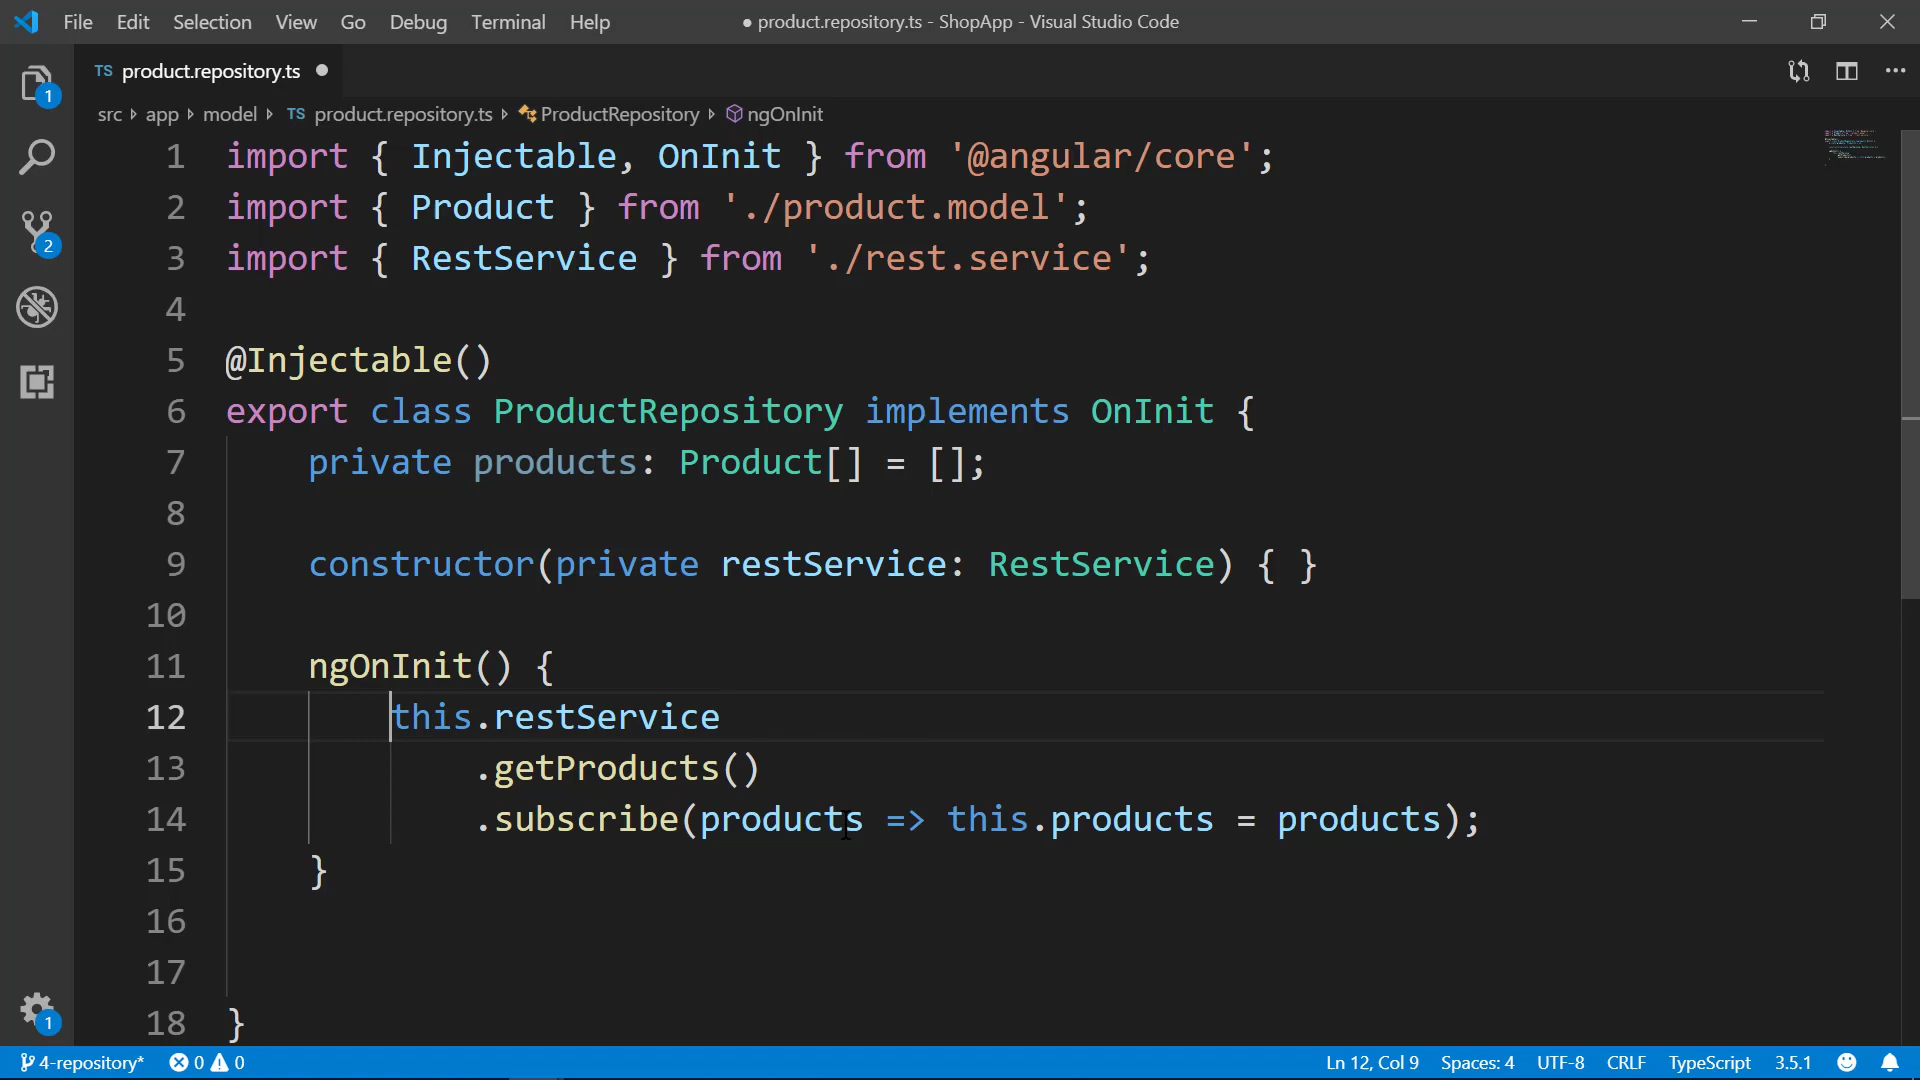 File Edit Selection View Go Debug Terminal Help ● product.repository.ts - ShopApp - Visual Studio Code
TS product.repository.ts ●
src › app › model › TS product.repository.ts › ProductRepository › ngOnInit
1 import { Injectable, OnInit } from '@angular/core';
2 import { Product } from './product.model';
3 import { RestService } from './rest.service';
4
5 @Injectable()
6 export class ProductRepository implements OnInit {
7 private products: Product[] = [];
8
9 constructor(private restService: RestService) { }
10
11 ngOnInit() {
12 this.restService
13 .getProducts()
14 .subscribe(products => this.products = products);
15 }
16
17
18 }
1
2
1
4-repository* 0 0 Ln 12, Col 9 Spaces: 4 UTF-8 CRLF TypeScript 3.5.1